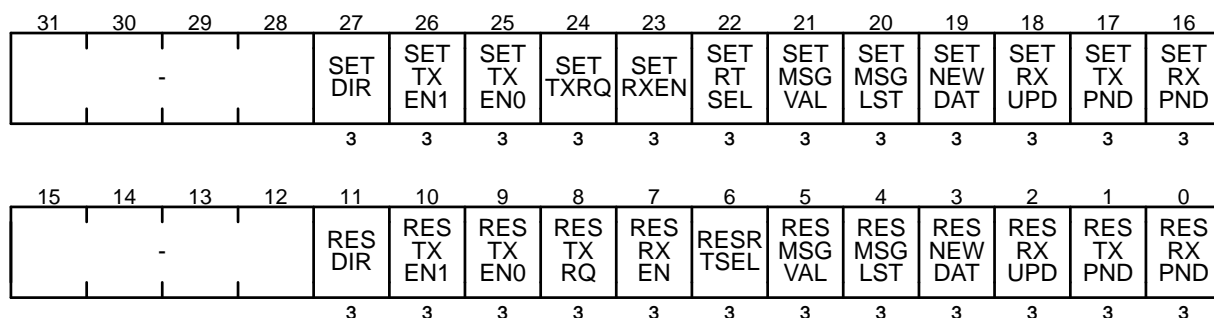 31 30 29 28 27 26 25 24 23 22 21 20 19 18 17 16
- SET DIR SET TX EN1 SET TX EN0 SET TXRQ SET RXEN SET RT SEL SET MSG VAL SET MSG LST SET NEW DAT SET RX UPD SET TX PND SET RX PND
3 3 3 3 3 3 3 3 3 3 3 3
15 14 13 12 11 10 9 8 7 6 5 4 3 2 1 0
- RES DIR RES TX EN1 RES TX EN0 RES TX RQ RES RX EN RESR TSEL RES MSG VAL RES MSG LST RES NEW DAT RES RX UPD RES TX PND RES RX PND
3 3 3 3 3 3 3 3 3 3 3 3